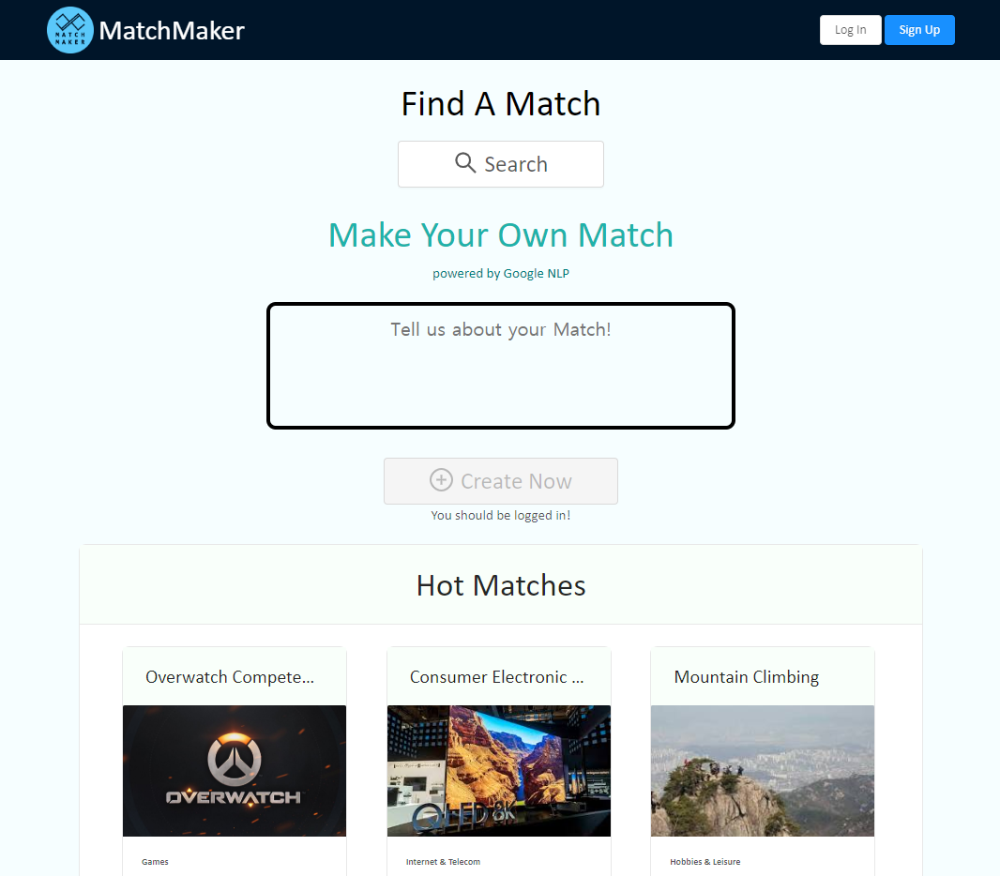 MATCH
MAKER
MatchMaker
Log In
Sign Up
Find A Match
Search
Make Your Own Match
powered by Google NLP
Tell us about your Match!
Create Now
You should be logged in!
Hot Matches
Overwatch Compete...
Consumer Electronic ...
Mountain Climbing
OVERWATCH
QLED 8K
Games
Internet & Telecom
Hobbies & Leisure